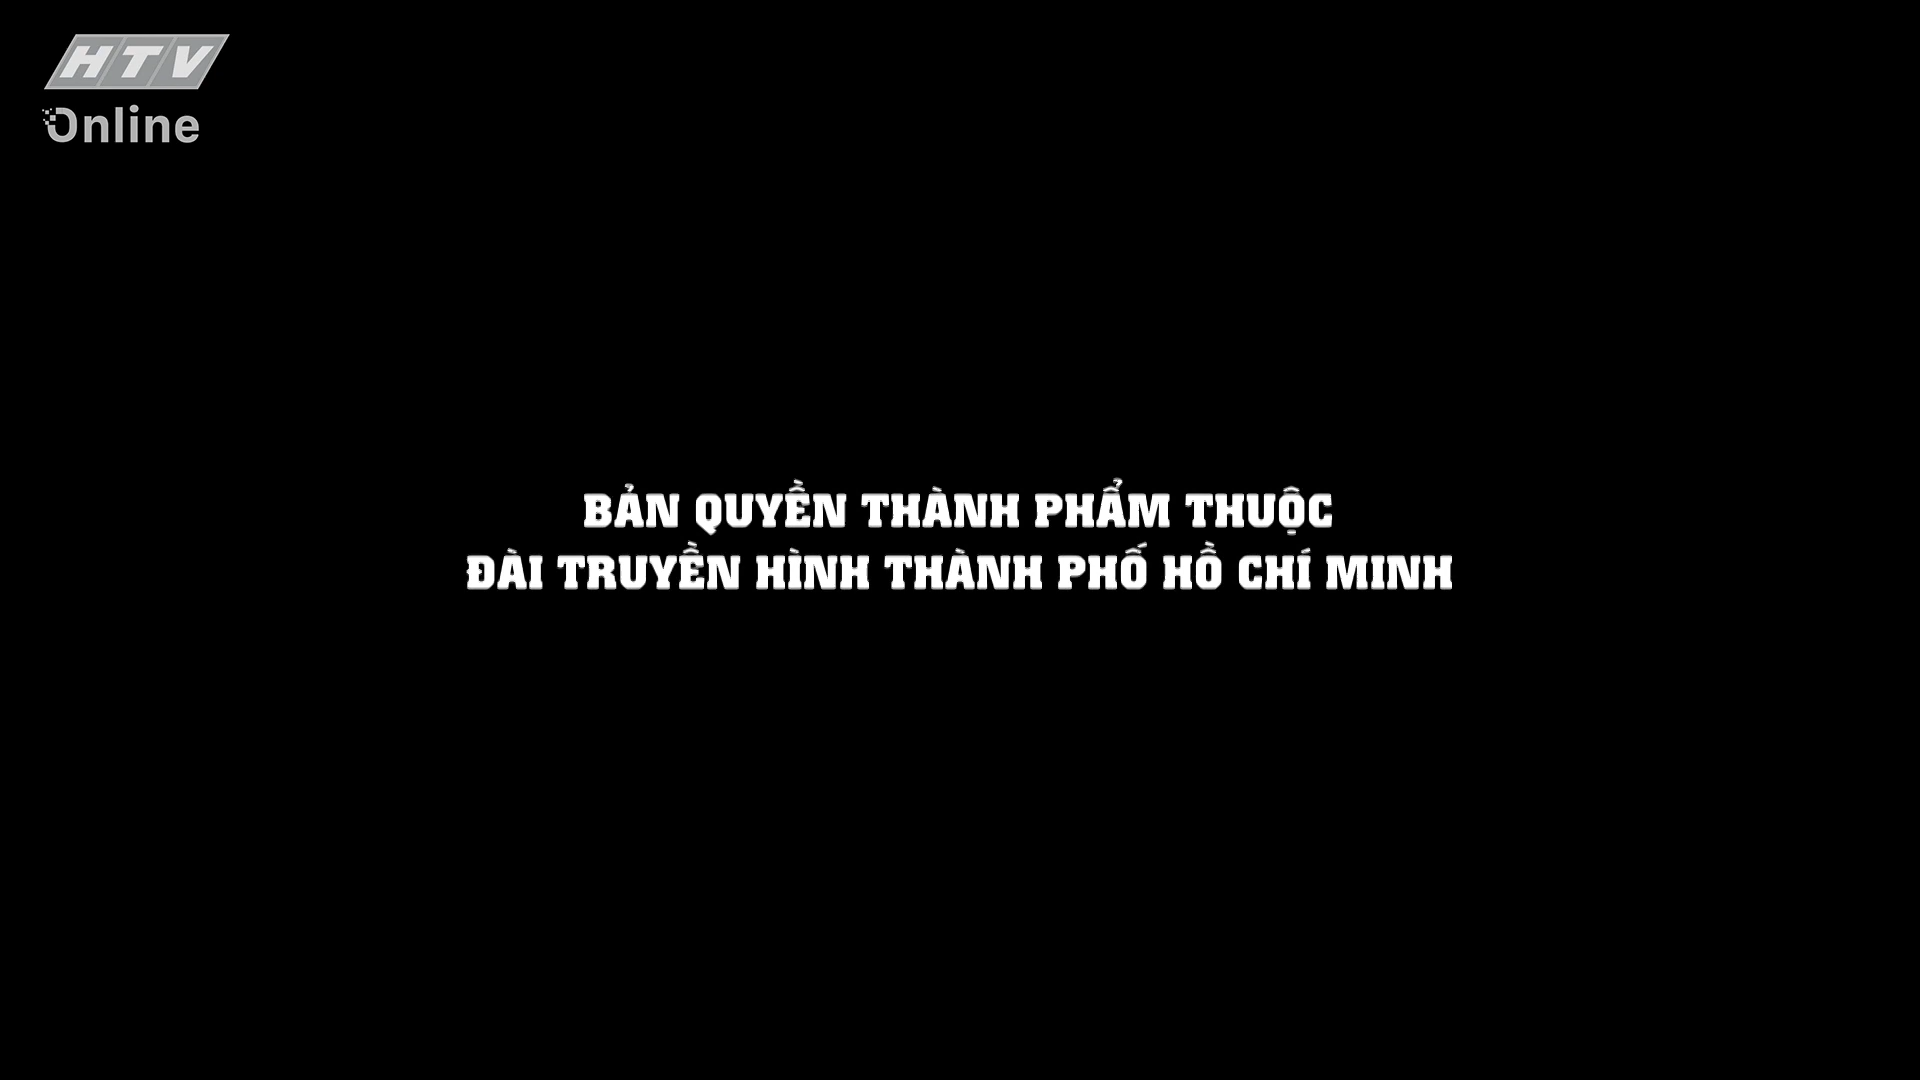 HTV
Online
BẢN QUYỀN THÀNH PHẨM THUỘC
ĐÀI TRUYỀN HÌNH THÀNH PHỐ HỒ CHÍ MINH